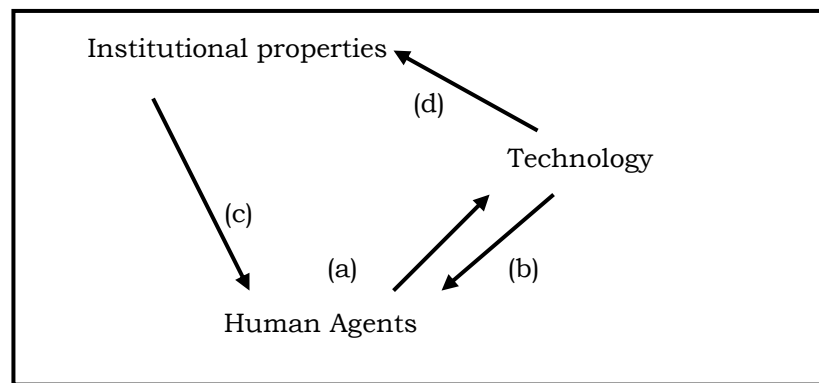 Institutional properties
(d)
Technology
(c)
(a)
(b)
Human Agents